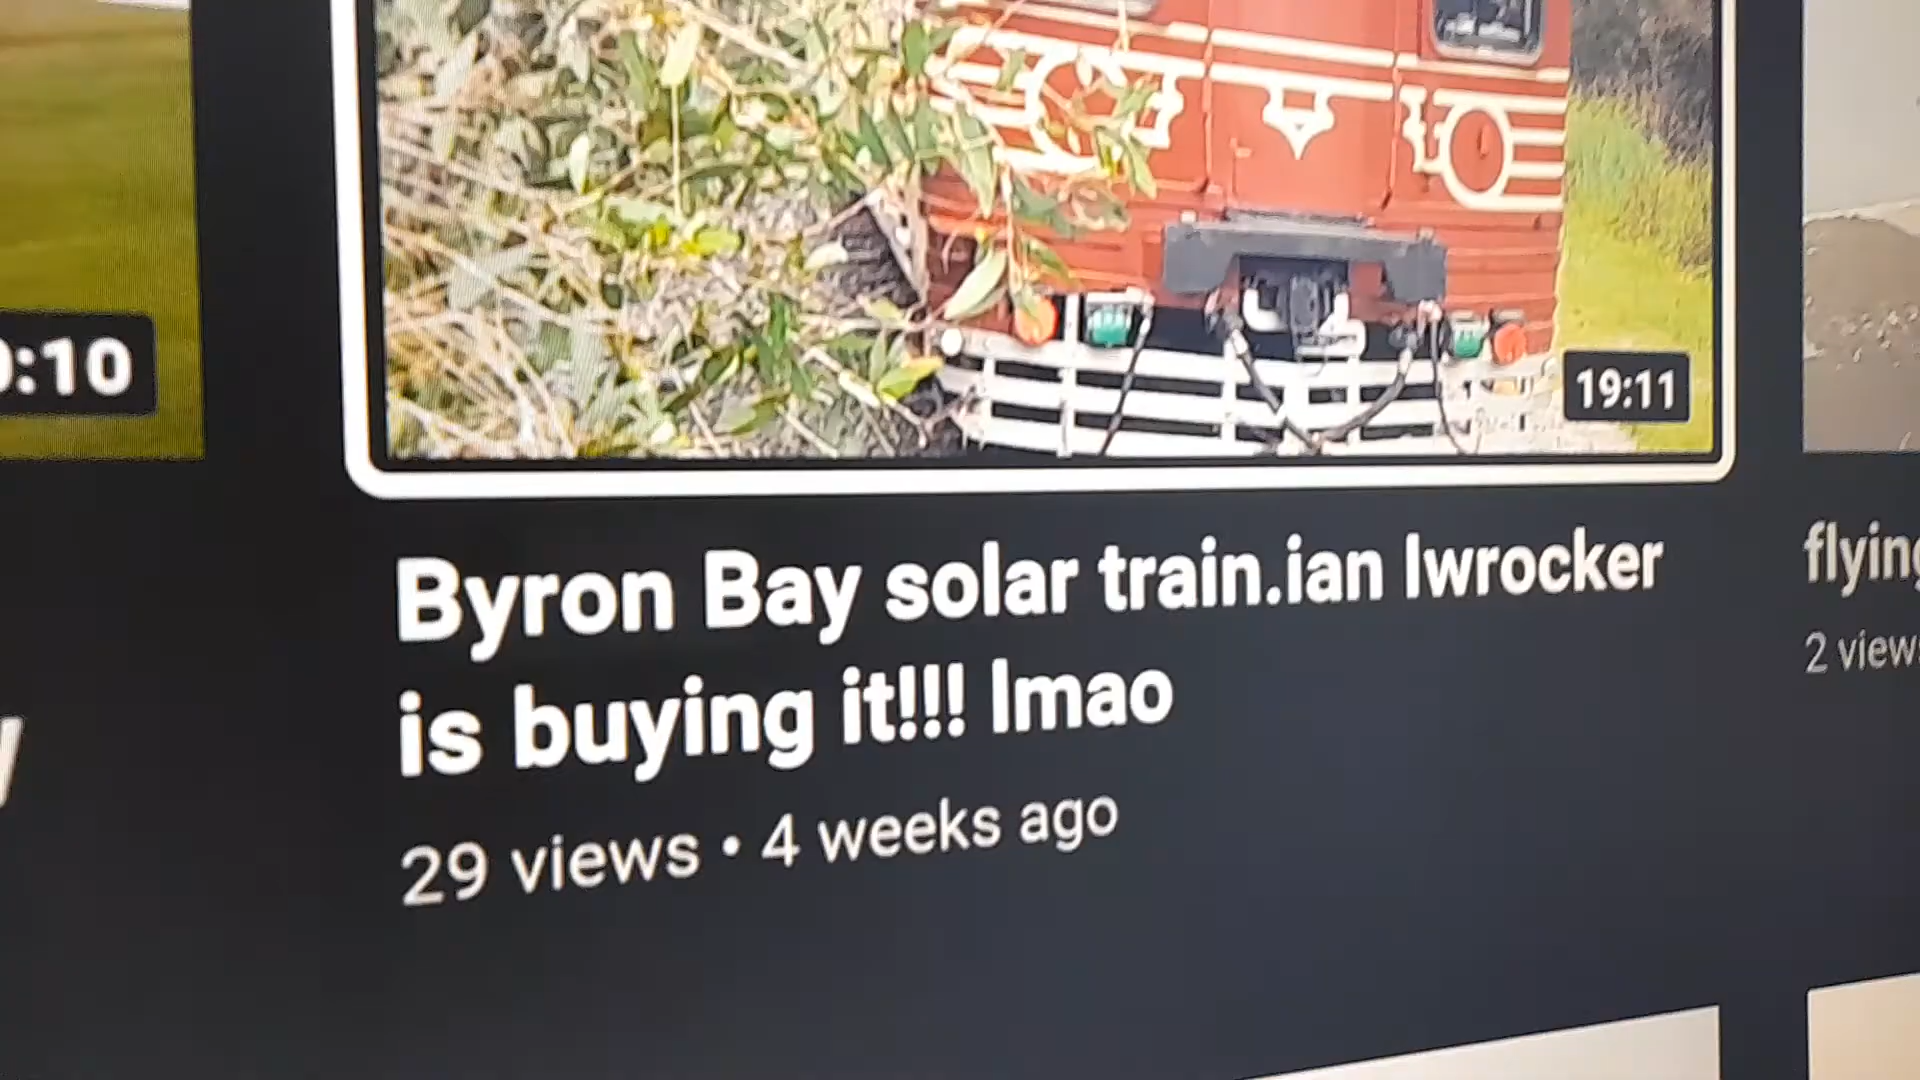 :10
19:11
Byron Bay solar train.ian lwrocker
is buying it!!! lmao
29 views • 4 weeks ago
flying
2 views